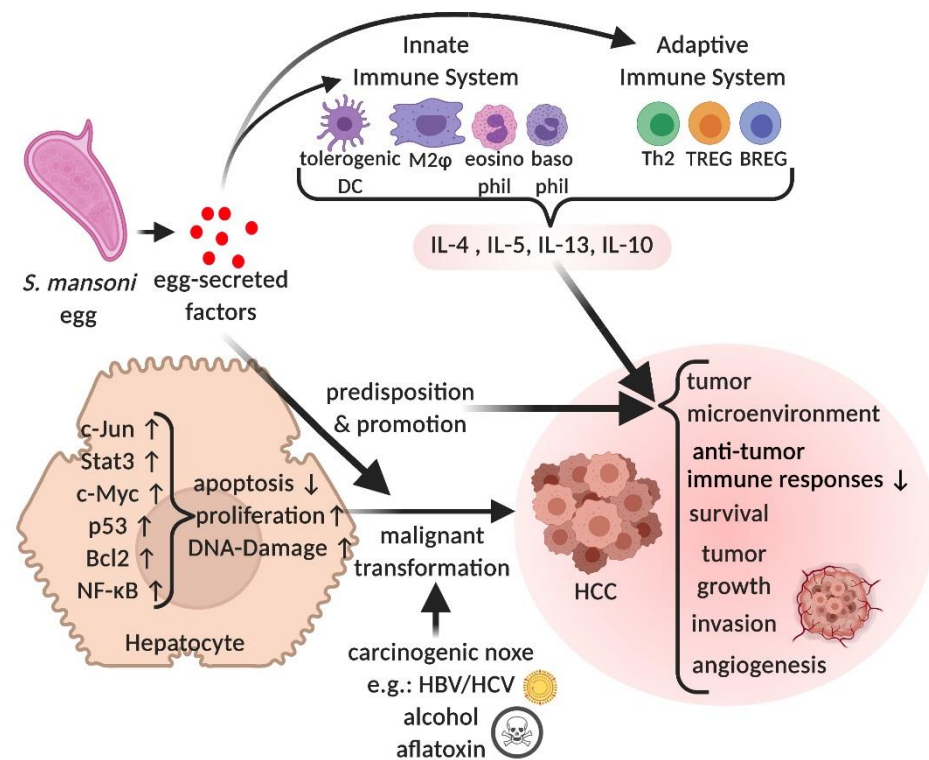 Innate
Immune System
Adaptive
Immune System
tolerogenic
DC
M2φ
eosino
phil
baso
phil
Th2
TREG
BREG
IL-4 , IL-5, IL-13, IL-10
S. mansoni
egg
egg-secreted
factors
predisposition
& promotion
c-Jun ↑
Stat3 ↑
c-Myc ↑
p53 ↑
Bcl2 ↑
NF-κB ↑
apoptosis ↓
proliferation ↑
DNA-Damage ↑
Hepatocyte
malignant
transformation
carcinogenic noxe
e.g.: HBV/HCV
alcohol
aflatoxin
HCC
tumor
microenvironment
anti-tumor
immune responses ↓
survival
tumor
growth
invasion
angiogenesis